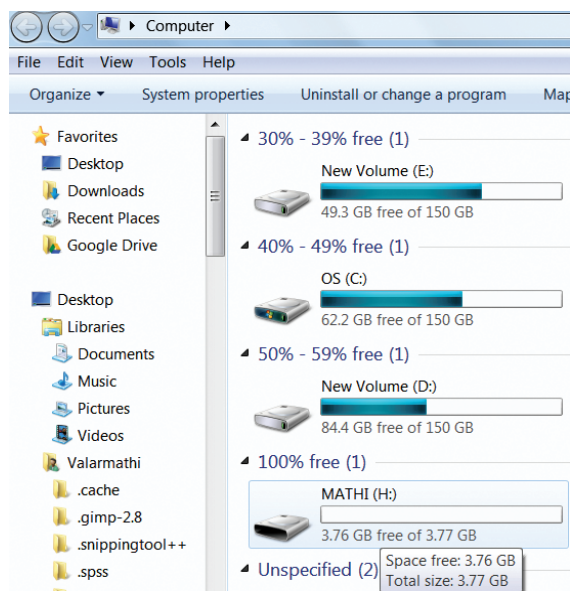 Computer
File Edit View Tools Help
Organize System properties Uninstall or change a program Map
Favorites
Desktop
Downloads
Recent Places
Google Drive
Desktop
Libraries
Documents
Music
Pictures
Videos
Valarmathi
.cache
.gimp-2.8
.snippingtool++
.spss
30% - 39% free (1)
New Volume (E:)
49.3 GB free of 150 GB
40% - 49% free (1)
OS (C:)
62.2 GB free of 150 GB
50% - 59% free (1)
New Volume (D:)
84.4 GB free of 150 GB
100% free (1)
MATHI (H:)
3.76 GB free of 3.77 GB
Unspecified (2)
Space free: 3.76 GB
Total size: 3.77 GB